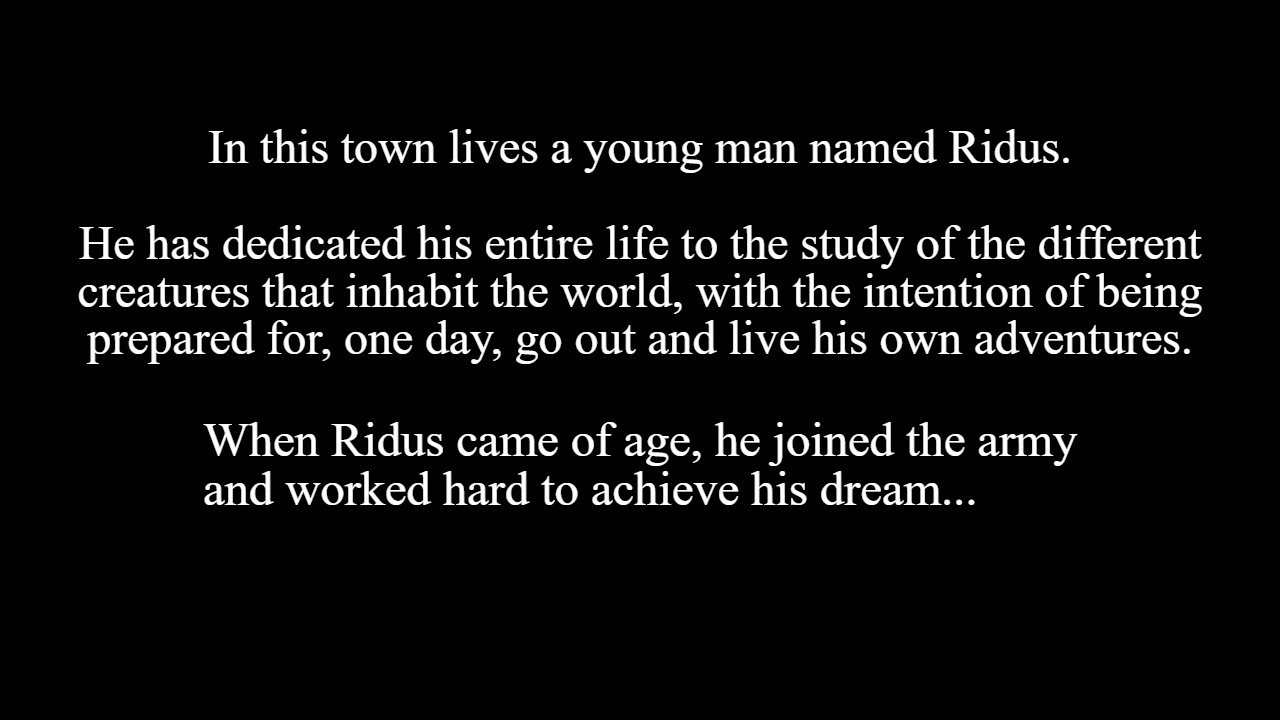 In this town lives a young man named Ridus.
He has dedicated his entire life to the study of the different
creatures that inhabit the world, with the intention of being
prepared for, one day, go out and live his own adventures.
When Ridus came of age, he joined the army
and worked hard to achieve his dream...